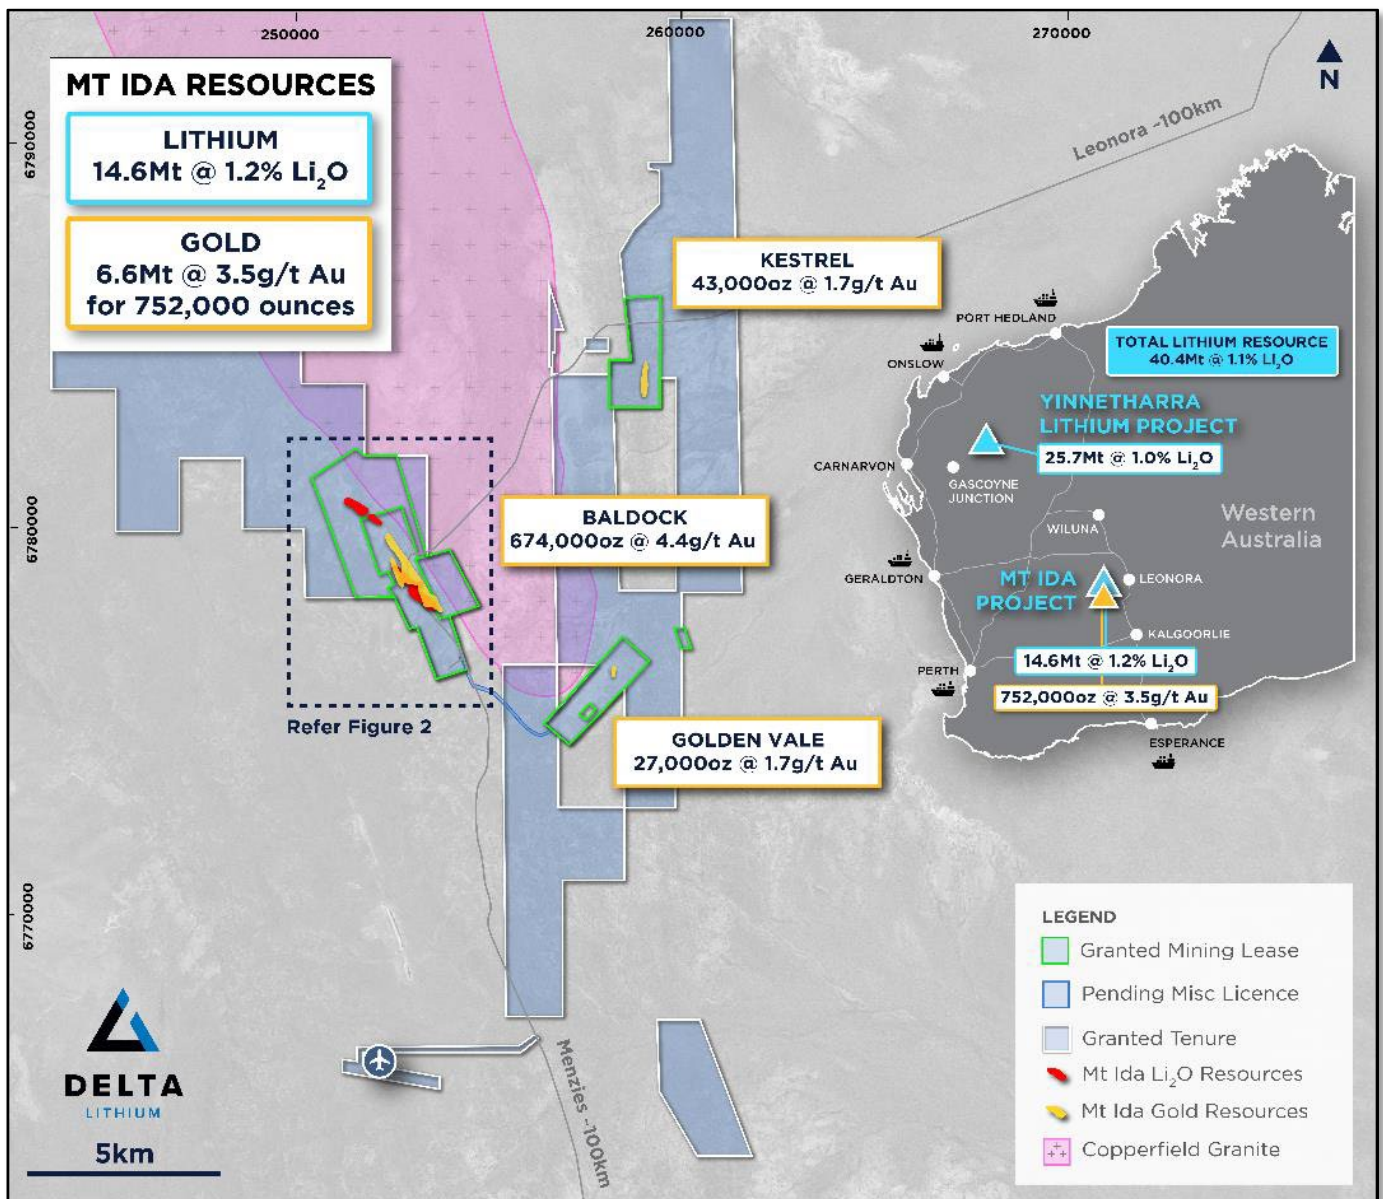 250000
260000
270000
6790000
6780000
6770000
MT IDA RESOURCES
LITHIUM
14.6Mt @ 1.2% Li₂O
GOLD
6.6Mt @ 3.5g/t Au
for 752,000 ounces
N
Leonora ~100km
KESTREL
43,000oz @ 1.7g/t Au
BALDOCK
674,000oz @ 4.4g/t Au
GOLDEN VALE
27,000oz @ 1.7g/t Au
Refer Figure 2
PORT HEDLAND
ONSLOW
TOTAL LITHIUM RESOURCE
40.4Mt @ 1.1% Li₂O
YINNETHARRA
LITHIUM PROJECT
25.7Mt @ 1.0% Li₂O
CARNARVON
GASCOYNE
JUNCTION
WILUNA
Western
Australia
GERALDTON
MT IDA
PROJECT
LEONORA
KALGOORLIE
14.6Mt @ 1.2% Li₂O
PERTH
752,000oz @ 3.5g/t Au
ESPERANCE
Menzies ~100km
DELTA
LITHIUM
5km
LEGEND
Granted Mining Lease
Pending Misc Licence
Granted Tenure
Mt Ida Li₂O Resources
Mt Ida Gold Resources
Copperfield Granite